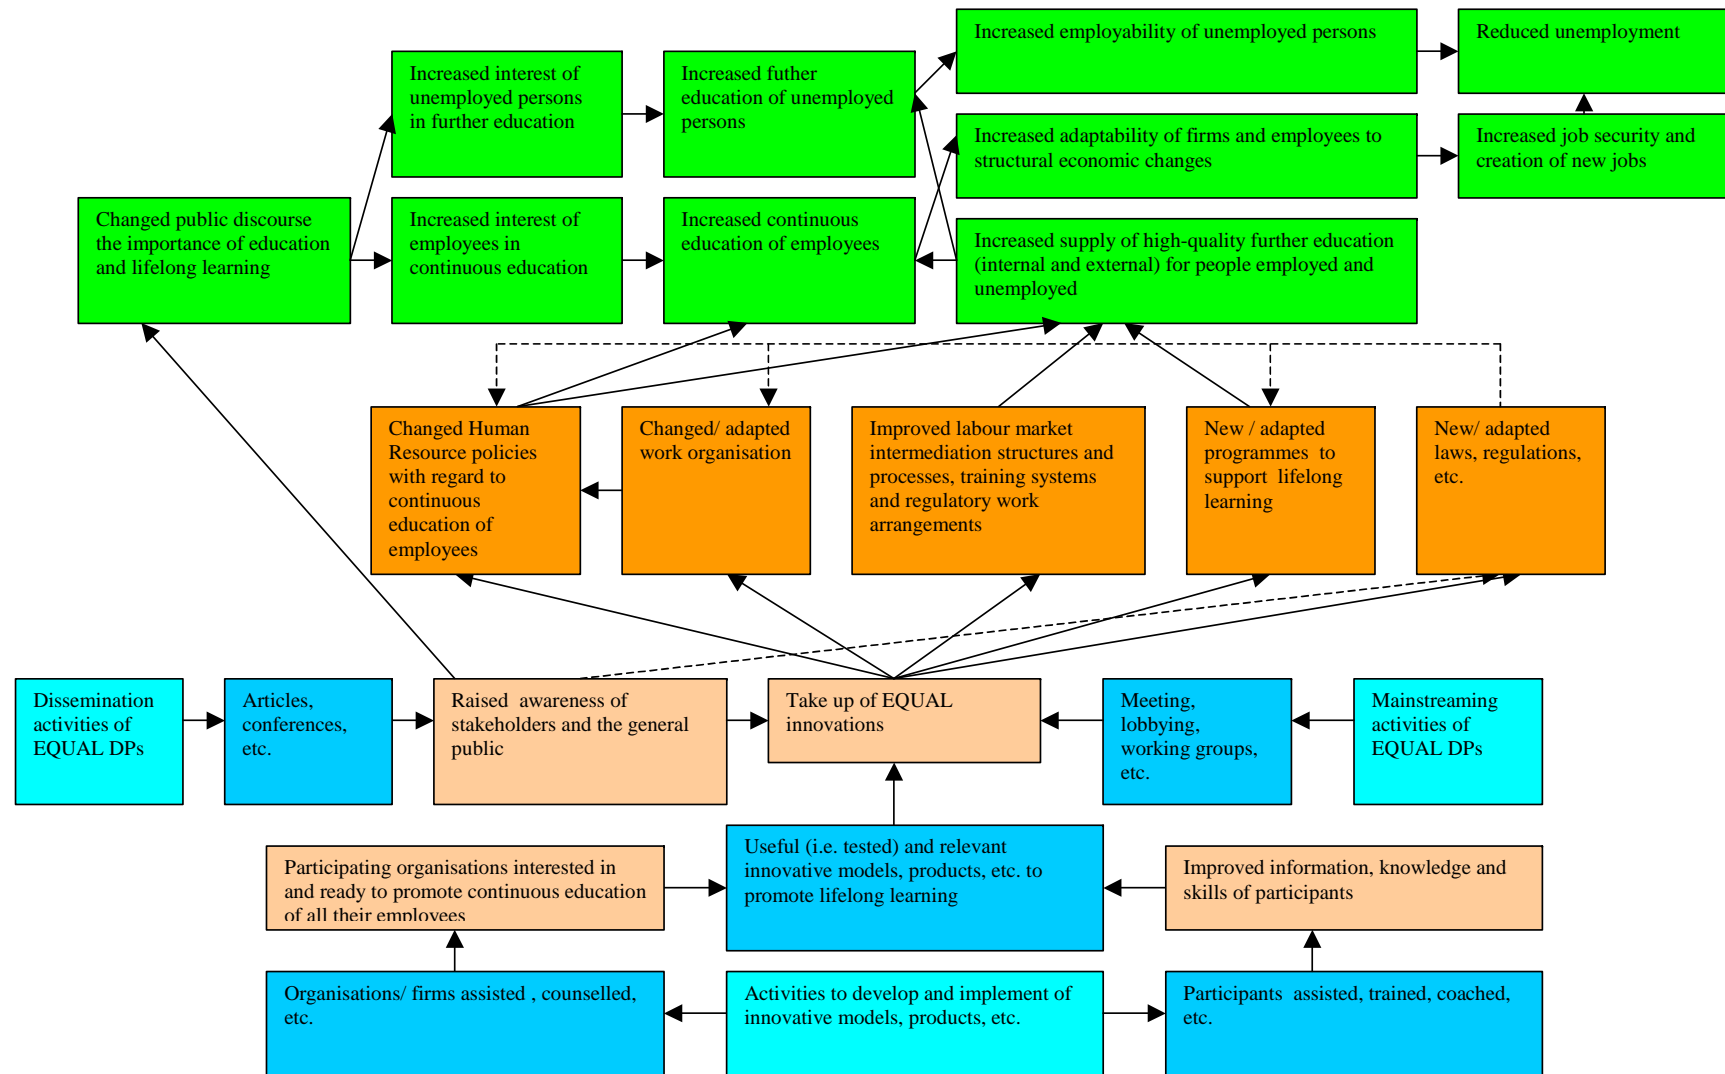 Increased employability of unemployed persons
Reduced unemployment
Increased interest of
unemployed persons
in further education
Increased futher
education of unemployed
persons
Increased adaptability of firms and employees to
structural economic changes
Increased job security and
creation of new jobs
Changed public discourse
the importance of education
and lifelong learning
Increased interest of
employees in
continuous education
Increased continuous
education of employees
Increased supply of high-quality further education
(internal and external) for people employed and
unemployed
Changed Human
Resource policies
with regard to
continuous
education of
employees
Changed/ adapted
work organisation
Improved labour market
intermediation structures and
processes, training systems
and regulatory work
arrangements
New / adapted
programmes to
support lifelong
learning
New/ adapted
laws, regulations,
etc.
Dissemination
activities of
EQUAL DPs
Articles,
conferences,
etc.
Raised awareness of
stakeholders and the general
public
Take up of EQUAL
innovations
Meeting,
lobbying,
working groups,
etc.
Mainstreaming
activities of
EQUAL DPs
Participating organisations interested in
and ready to promote continuous education
of all their employees
Useful (i.e. tested) and relevant
innovative models, products, etc. to
promote lifelong learning
Improved information, knowledge and
skills of participants
Organisations/ firms assisted , counselled,
etc.
Activities to develop and implement of
innovative models, products, etc.
Participants assisted, trained, coached,
etc.